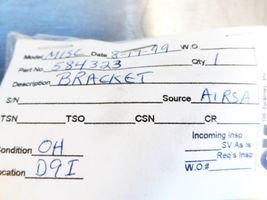 Model MISC Date 8-17-99 W.O.
Part No. 584323 Qty 1
Description BRACKET
S/N Source AIRSA
TSN TSO CSN CR
Condition OH Incoming Insp
SV As Is
Location D9I Req's Insp
W.O.#